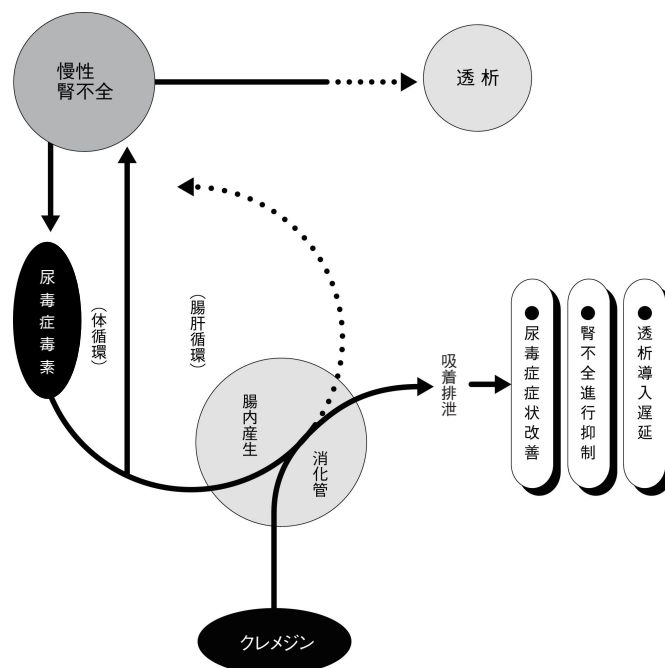 慢性
腎不全
透析
尿毒症毒素
（体循環）
（腸肝循環）
腸内産生
消化管
吸着排泄
●尿毒症症状改善
●腎不全進行抑制
●透析導入遅延
クレメジン